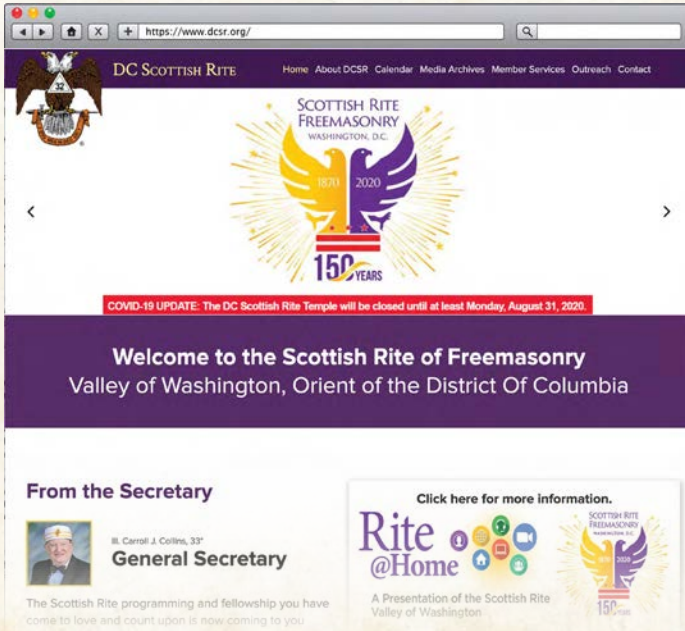 https://www.dcsr.org/
DC SCOTTISH RITE
Home About DCSR Calendar Media Archives Member Services Outreach Contact
32
SCOTTISH RITE
FREEMASONRY
WASHINGTON, D.C.
1870 2020
150 YEARS
COVID-19 UPDATE: The DC Scottish Rite Temple will be closed until at least Monday, August 31, 2020.
Welcome to the Scottish Rite of Freemasonry
Valley of Washington, Orient of the District Of Columbia
From the Secretary
Ill. Carroll J. Collins, 33°
General Secretary
The Scottish Rite programming and fellowship you have
come to love and count upon is now coming to you
Click here for more information.
Rite
@Home
A Presentation of the Scottish Rite
Valley of Washington
SCOTTISH RITE
FREEMASONRY
WASHINGTON, D.C.
1870 2020
150 YEARS